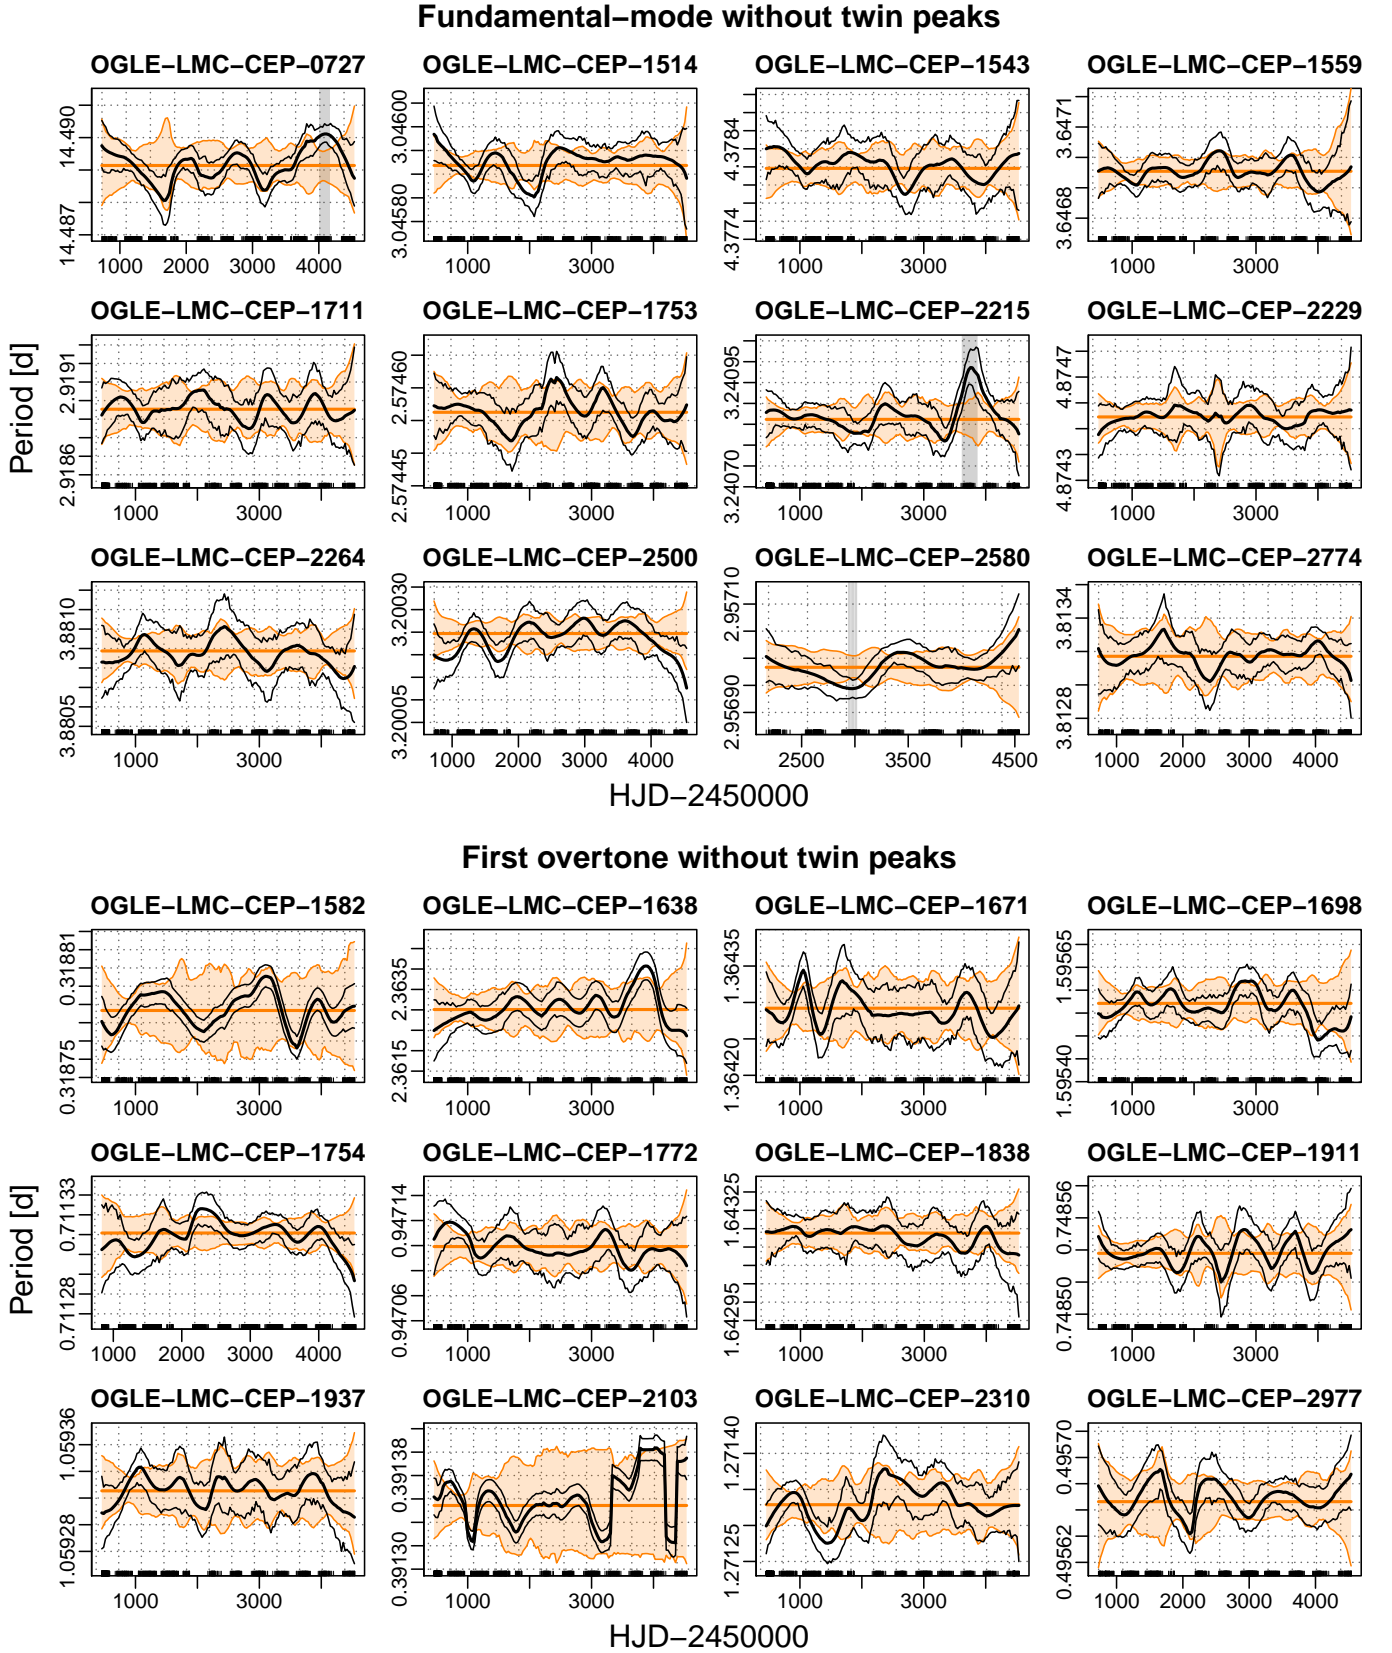 Fundamental−mode without twin peaks
OGLE−LMC−CEP−0727 OGLE−LMC−CEP−1514 OGLE−LMC−CEP−1543 OGLE−LMC−CEP−1559
14.487 14.490 3.04580 3.04600 4.3774 4.3784 3.6468 3.6471
1000 2000 3000 4000 1000 3000 1000 3000 1000 3000
OGLE−LMC−CEP−1711 OGLE−LMC−CEP−1753 OGLE−LMC−CEP−2215 OGLE−LMC−CEP−2229
Period [d]
2.9186 2.9191 2.57445 2.57460 3.24070 3.24095 4.8743 4.8747
1000 3000 1000 3000 1000 3000 1000 2000 3000 4000
OGLE−LMC−CEP−2264 OGLE−LMC−CEP−2500 OGLE−LMC−CEP−2580 OGLE−LMC−CEP−2774
3.8805 3.8810 3.20005 3.20030 2.95690 2.95710 3.8128 3.8134
1000 3000 1000 2000 3000 4000 2500 3500 4500 1000 2000 3000 4000
HJD−2450000
First overtone without twin peaks
OGLE−LMC−CEP−1582 OGLE−LMC−CEP−1638 OGLE−LMC−CEP−1671 OGLE−LMC−CEP−1698
0.31875 0.31881 2.3615 2.3635 1.36420 1.36435 1.59540 1.59565
1000 3000 1000 3000 1000 3000 1000 3000
OGLE−LMC−CEP−1754 OGLE−LMC−CEP−1772 OGLE−LMC−CEP−1838 OGLE−LMC−CEP−1911
Period [d]
0.71128 0.71133 0.94706 0.94714 1.64295 1.64325 0.74850 0.74856
1000 2000 3000 4000 1000 3000 1000 3000 1000 3000
OGLE−LMC−CEP−1937 OGLE−LMC−CEP−2103 OGLE−LMC−CEP−2310 OGLE−LMC−CEP−2977
1.05928 1.05936 0.39130 0.39138 1.27125 1.27140 0.49562 0.49570
1000 3000 1000 3000 1000 3000 1000 2000 3000 4000
HJD−2450000